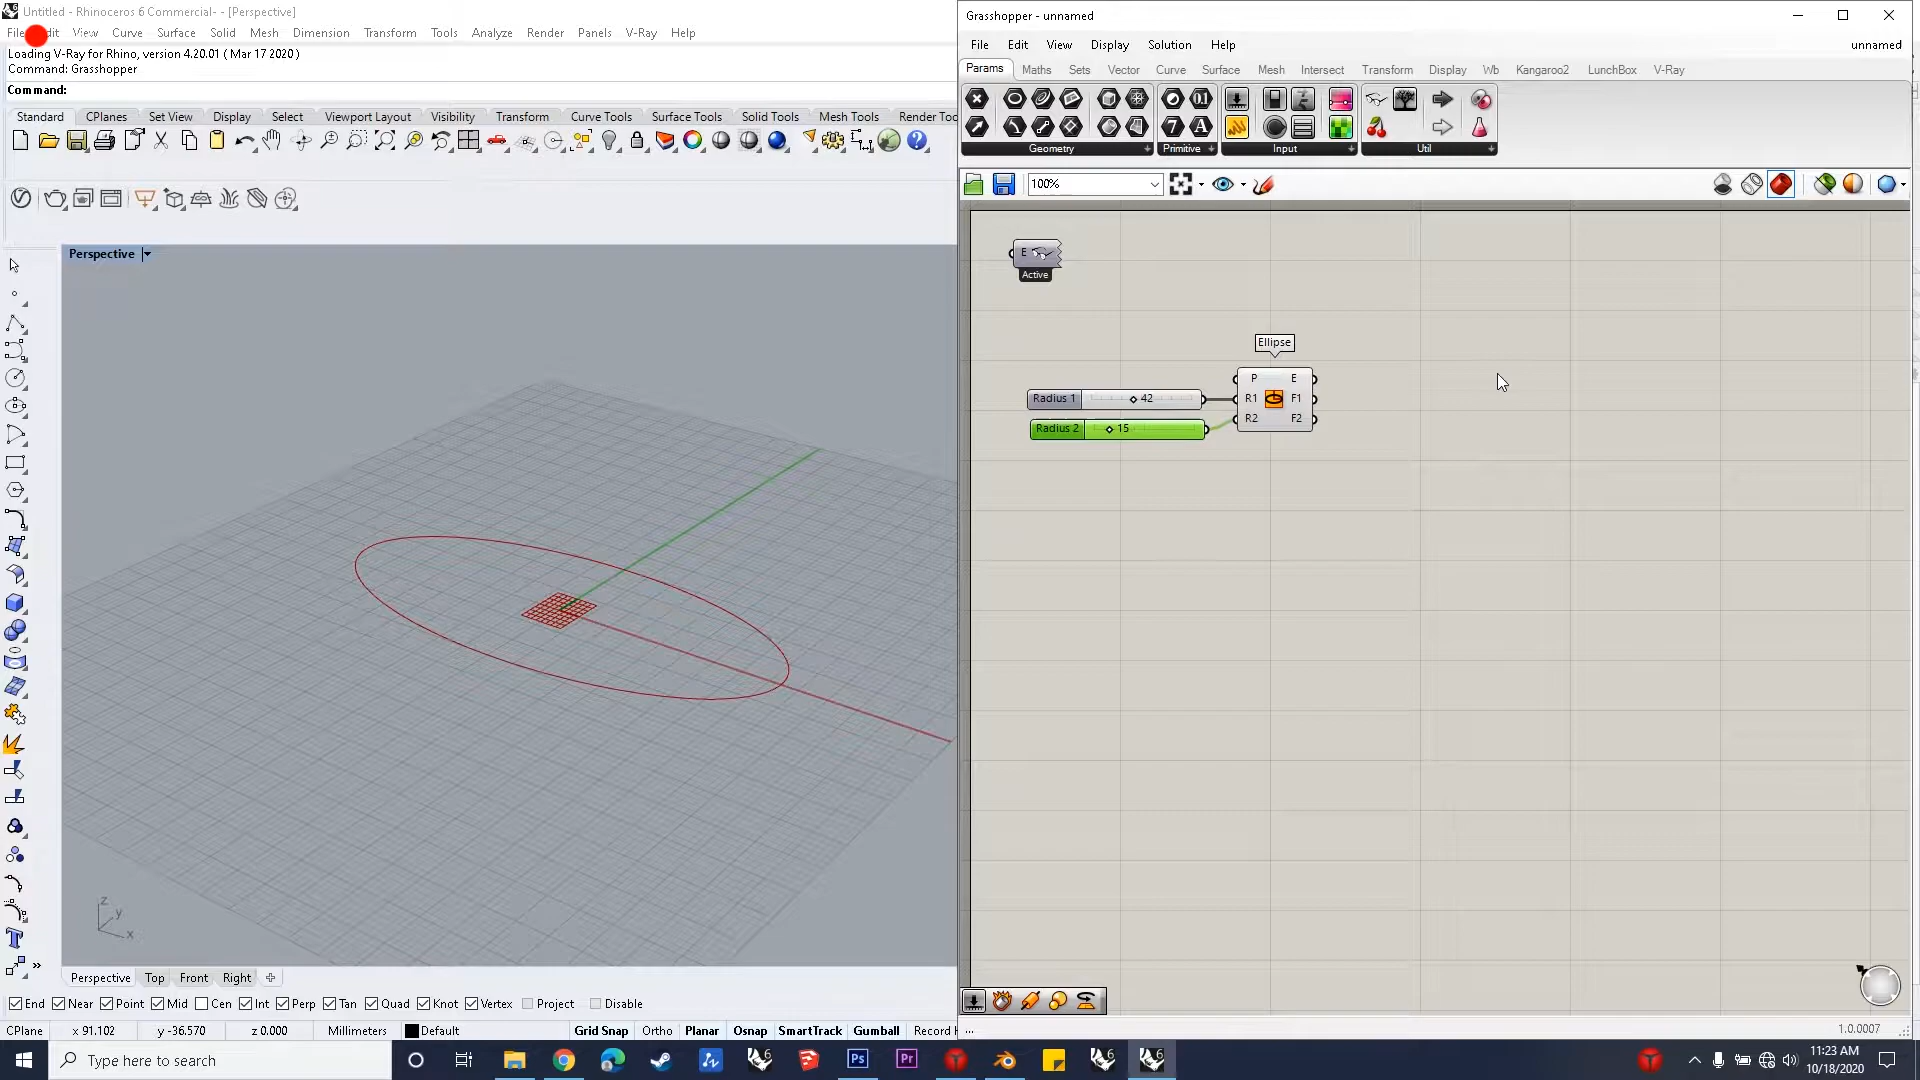 Untitled - Rhinoceros 6 Commercial- - [Perspective]
View Curve Surface Solid Mesh Dimension Transform Tools Analyze Render Panels V-Ray Help
Loading V-Ray for Rhino, version 4.20.01 ( Mar 17 2020 )
Command: Grasshopper
Command:
Standard CPlanes Set View Display Select Viewport Layout Visibility Transform Curve Tools Surface Tools Solid Tools Mesh Tools Render Too
Perspective
z
y
x
Perspective Top Front Right
End Near Point Mid Cen Int Perp Tan Quad Knot Vertex Project Disable
CPlane x 91.102 y -36.570 z 0.000 Millimeters Default Grid Snap Ortho Planar Osnap SmartTrack Gumball Record H
Grasshopper - unnamed
File Edit View Display Solution Help unnamed
Params Maths Sets Vector Curve Surface Mesh Intersect Transform Display Wb Kangaroo2 LunchBox V-Ray
Geometry Primitive Input Util
100%
E
Active
Ellipse
P E
Radius 1 42 R1 F1
Radius 2 15 R2 F2
...
1.0.0007
Type here to search
Ps Pr
11:23 AM
10/18/2020